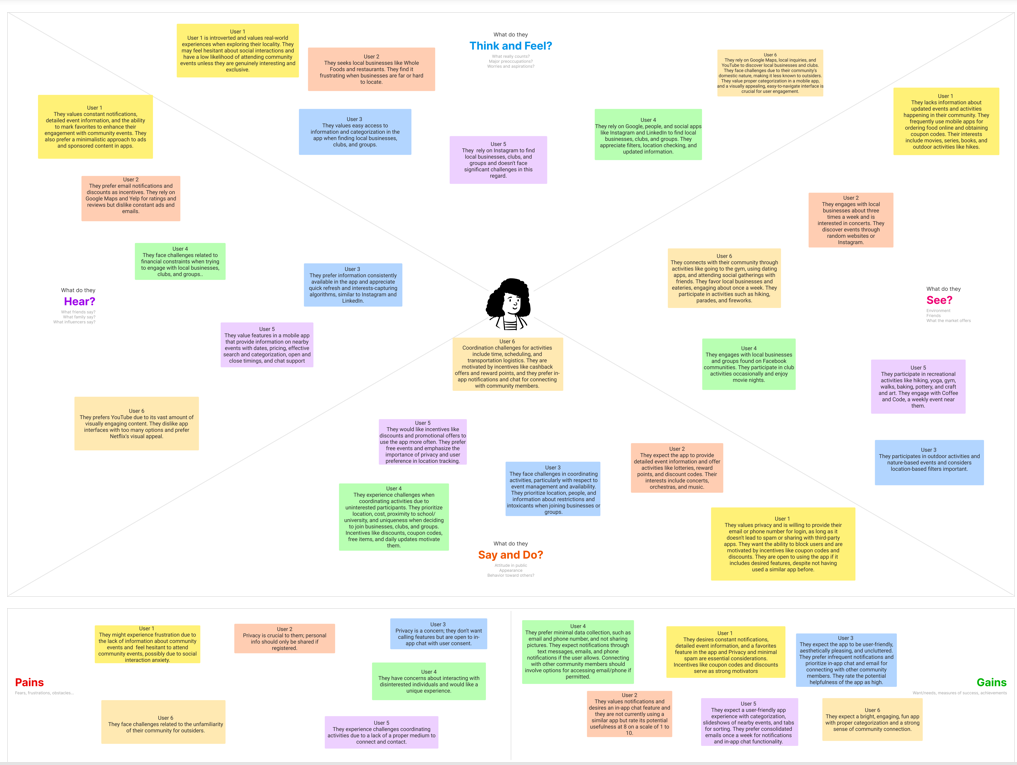 What do they
Think and Feel?
What really counts?
Major preoccupations?
Worries and aspirations?
User 1
User 1 is introverted and values real-world
experiences when exploring their locality. They
may feel hesitant about social interactions and
have a low likelihood of attending community
events unless they are genuinely interesting and
exclusive.
User 2
They seeks local businesses like Whole
Foods and restaurants. They find it
frustrating when businesses are far or hard
to locate.
User 3
They values easy access to
information and categorization in the
app when finding local businesses,
clubs, and groups.
User 5
They rely on Instagram to find
local businesses, clubs, and
groups and doesn't face
significant challenges in this
regard.
User 4
They rely on Google, people, and social apps
like Instagram and LinkedIn to find local
businesses, clubs, and groups. They
appreciate filters, location checking, and
updated information.
User 6
They rely on Google Maps, local inquiries, and
YouTube to discover local businesses and clubs.
They face challenges due to their community's
domestic nature, making it less known to outsiders.
They value proper categorization in a mobile app,
and a visually appealing, easy-to-navigate interface is
crucial for user engagement.
User 1
They values constant notifications,
detailed event information, and the ability
to mark favorites to enhance their
engagement with community events. They
also prefer a minimalistic approach to ads
and sponsored content in apps.
User 2
They prefer email notifications and
discounts as incentives. They rely on
Google Maps and Yelp for ratings and
reviews but dislike constant ads and
emails.
User 4
They face challenges related to
financial constraints when trying
to engage with local businesses,
clubs, and groups..
User 3
They prefer information consistently
available in the app and appreciate
quick refresh and interests-capturing
algorithms, similar to Instagram and
LinkedIn.
What do they
Hear?
What friends say?
What family say?
What influencers say?
User 5
They value features in a mobile app
that provide information on nearby
events with dates, pricing, effective
search and categorization, open and
close timings, and chat support
User 6
They prefers YouTube due to its vast amount of
visually engaging content. They dislike app
interfaces with too many options and prefer
Netflix's visual appeal.
User 1
They lacks information about
updated events and activities
happening in their community. They
frequently use mobile apps for
ordering food online and obtaining
coupon codes. Their interests
include movies, series, books, and
outdoor activities like hikes.
User 2
They engages with local
businesses about three
times a week and is
interested in concerts. They
discover events through
random websites or
Instagram.
User 6
They connects with their community through
activities like going to the gym, using dating
apps, and attending social gatherings with
friends. They favor local businesses and
eateries, engaging about once a week. They
participate in activities such as hiking,
parades, and fireworks.
What do they
See?
Environment
Friends
What the market offers
User 4
They engages with local businesses
and groups found on Facebook
communities. They participate in club
activities occasionally and enjoy
movie nights.
User 5
They participate in recreational
activities like hiking, yoga, gym,
walks, baking, pottery, and craft
and art. They engage with Coffee
and Code, a weekly event near
them.
User 3
They participates in outdoor activities and
nature-based events and considers
location-based filters important.
User 6
Coordination challenges for activities
include time, scheduling, and
transportation logistics. They are
motivated by incentives like cashback
offers and reward points, and they prefer in-
app notifications and chat for connecting
with community members.
User 5
They would like incentives like
discounts and promotional offers to
use the app more often. They prefer
free events and emphasize the
importance of privacy and user
preference in location tracking.
User 4
They experience challenges when
coordinating activities due to
uninterested participants. They prioritize
location, cost, proximity to school/
university, and uniqueness when deciding
to join businesses, clubs, and groups.
Incentives like discounts, coupon codes,
free items, and daily updates motivate
them.
User 3
They face challenges in coordinating
activities, particularly with respect to
event management and availability.
They prioritize location, people, and
information about restrictions and
intoxicants when joining businesses or
groups.
User 2
They expect the app to provide
detailed event information and offer
activities like lotteries, reward
points, and discount codes. Their
interests include concerts,
orchestras, and music.
User 1
They values privacy and is willing to provide their
email or phone number for login, as long as it
doesn't lead to spam or sharing with third-party
apps. They want the ability to block users and are
motivated by incentives like coupon codes and
discounts. They are open to using the app if it
includes desired features, despite not having
used a similar app before.
What do they
Say and Do?
Attitude in public
Appearance
Behavior toward others?
Pains
Fears, frustrations, obstacles...
User 1
They might experience frustration due to
the lack of information about community
events and feel hesitant to attend
community events, possibly due to social
interaction anxiety.
User 2
Privacy is crucial to them; personal
info should only be shared if
registered.
User 3
Privacy is a concern; they don't want
calling features but are open to in-
app chat with user consent.
User 4
They have concerns about interacting with
disinterested individuals and would like a
unique experience.
User 6
They face challenges related to the unfamiliarity
of their community for outsiders.
User 5
They experience challenges coordinating
activities due to a lack of a proper medium to
connect and contact.
User 4
They prefer minimal data collection, such as
email and phone number, and not sharing
pictures. They expect notifications through
text messages, emails, and phone
notifications if the user allows. Connecting
with other community members should
involve options for accessing email/phone if
permitted.
User 1
They desires constant notifications,
detailed event information, and a favorites
feature in the app and Privacy and minimal
spam are essential considerations.
Incentives like coupon codes and discounts
serve as strong motivators
User 3
They expect the app to be user-friendly,
aesthetically pleasing, and uncluttered.
They prefer infrequent notifications and
prioritize in-app chat and email for
connecting with other community
members. They rate the potential
helpfulness of the app as high.
Gains
Want/needs, measures of success, achievements
User 2
They values notifications and
desires an in-app chat feature and
they are not currently using a
similar app but rate its potential
usefulness at 8 on a scale of 1 to
10.
User 5
They expect a user-friendly app
experience with categorization,
slideshows of nearby events, and tabs
for sorting. They prefer consolidated
emails once a week for notifications
and in-app chat functionality.
User 6
They expect a bright, engaging, fun app
with proper categorization and a strong
sense of community connection.